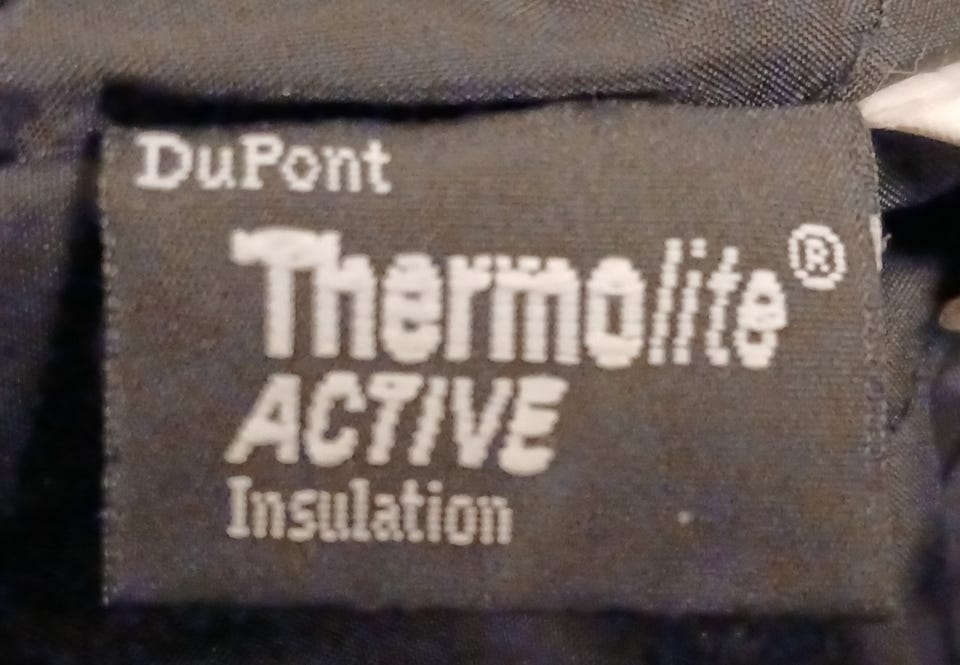 DuPont
Thermolite®
ACTIVE
Insulation